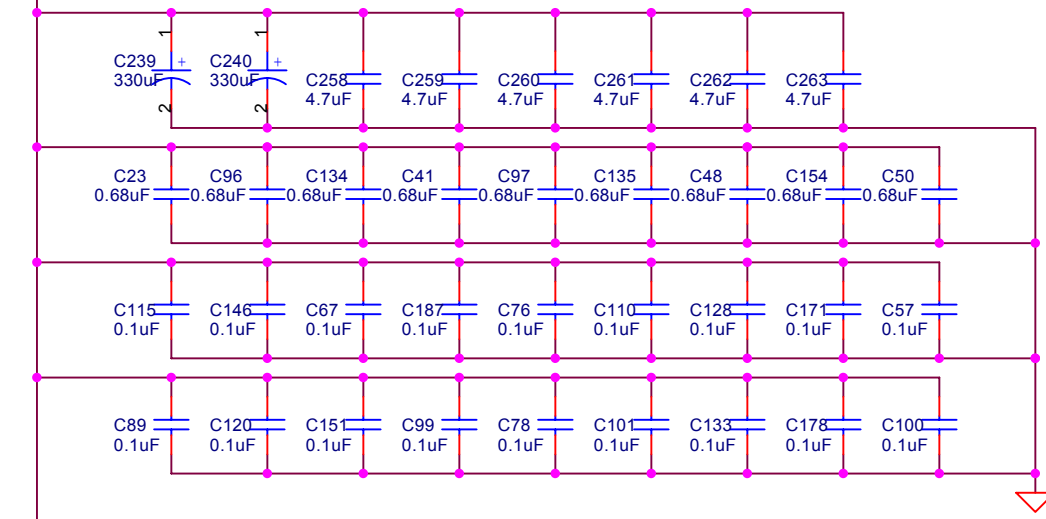 1 1
C239 + C240 +
330uF 330uF
C258 C259 C260 C261 C262 C263
4.7uF 4.7uF 4.7uF 4.7uF 4.7uF 4.7uF
2 2
C23 C96 C134 C41 C97 C135 C48 C154 C50
0.68uF 0.68uF 0.68uF 0.68uF 0.68uF 0.68uF 0.68uF 0.68uF 0.68uF
C115 C146 C67 C187 C76 C110 C128 C171 C57
0.1uF 0.1uF 0.1uF 0.1uF 0.1uF 0.1uF 0.1uF 0.1uF 0.1uF
C89 C120 C151 C99 C78 C101 C133 C178 C100
0.1uF 0.1uF 0.1uF 0.1uF 0.1uF 0.1uF 0.1uF 0.1uF 0.1uF